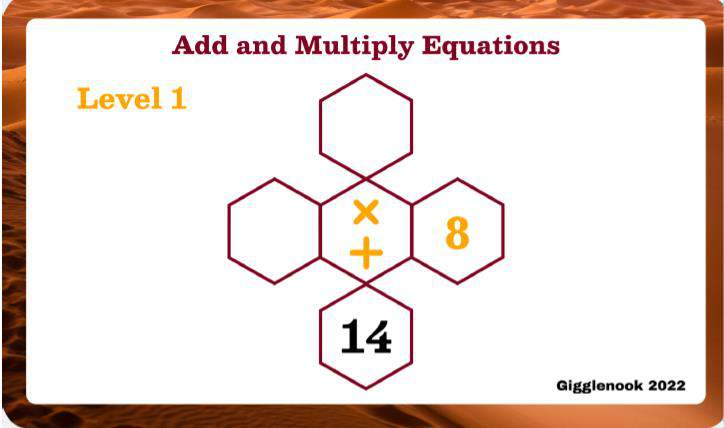 Add and Multiply Equations
Level 1
×
+
8
14
Gigglenook 2022